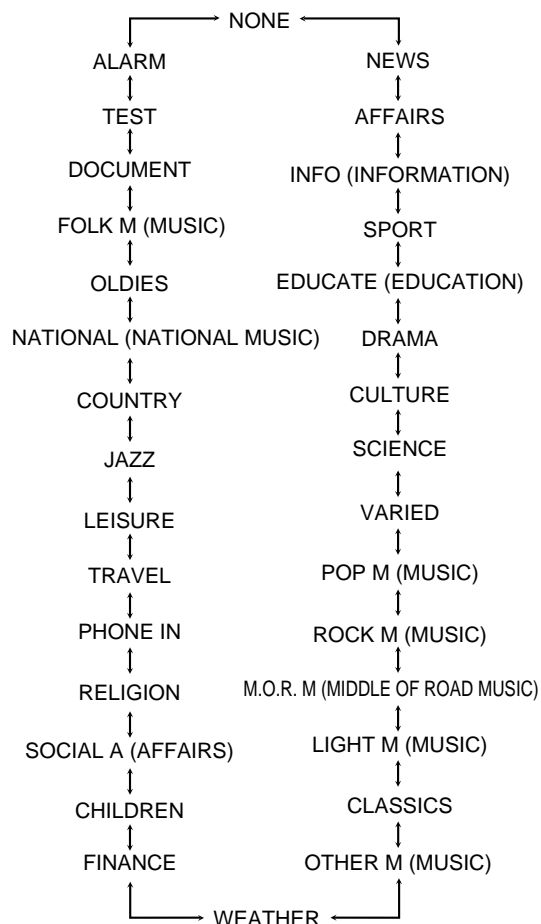 NONE
ALARM
NEWS
TEST
AFFAIRS
DOCUMENT
INFO (INFORMATION)
FOLK M (MUSIC)
SPORT
OLDIES
EDUCATE (EDUCATION)
NATIONAL (NATIONAL MUSIC)
DRAMA
COUNTRY
CULTURE
JAZZ
SCIENCE
LEISURE
VARIED
TRAVEL
POP M (MUSIC)
PHONE IN
ROCK M (MUSIC)
RELIGION
M.O.R. M (MIDDLE OF ROAD MUSIC)
SOCIAL A (AFFAIRS)
LIGHT M (MUSIC)
CHILDREN
CLASSICS
FINANCE
OTHER M (MUSIC)
WEATHER